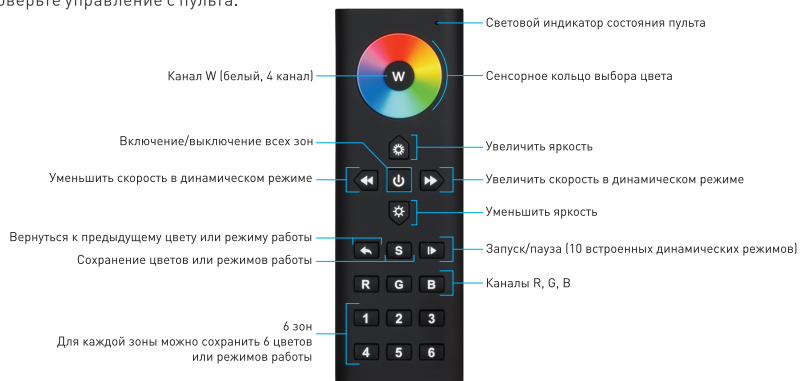 оверьте управление с пульта.
Световой индикатор состояния пульта
Канал W (белый, 4 канал)
W
Сенсорное кольцо выбора цвета
Включение/выключение всех зон
Увеличить яркость
Уменьшить скорость в динамическом режиме
Увеличить скорость в динамическом режиме
Уменьшить яркость
Вернуться к предыдущему цвету или режиму работы
Сохранение цветов или режимов работы
S
Запуск/пауза (10 встроенных динамических режимов)
R G B
Каналы R, G, B
1 2 3
6 зон
Для каждой зоны можно сохранить 6 цветов
или режимов работы
4 5 6